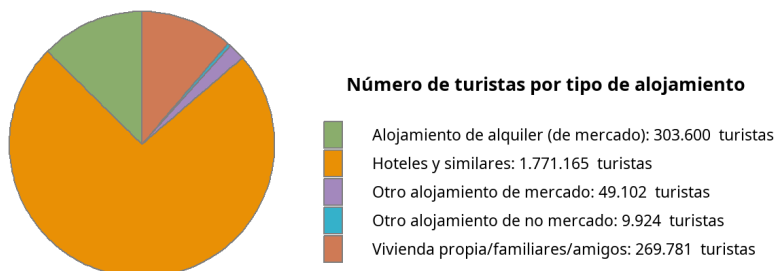 Número de turistas por tipo de alojamiento
Alojamiento de alquiler (de mercado): 303.600 turistas
Hoteles y similares: 1.771.165 turistas
Otro alojamiento de mercado: 49.102 turistas
Otro alojamiento de no mercado: 9.924 turistas
Vivienda propia/familiares/amigos: 269.781 turistas